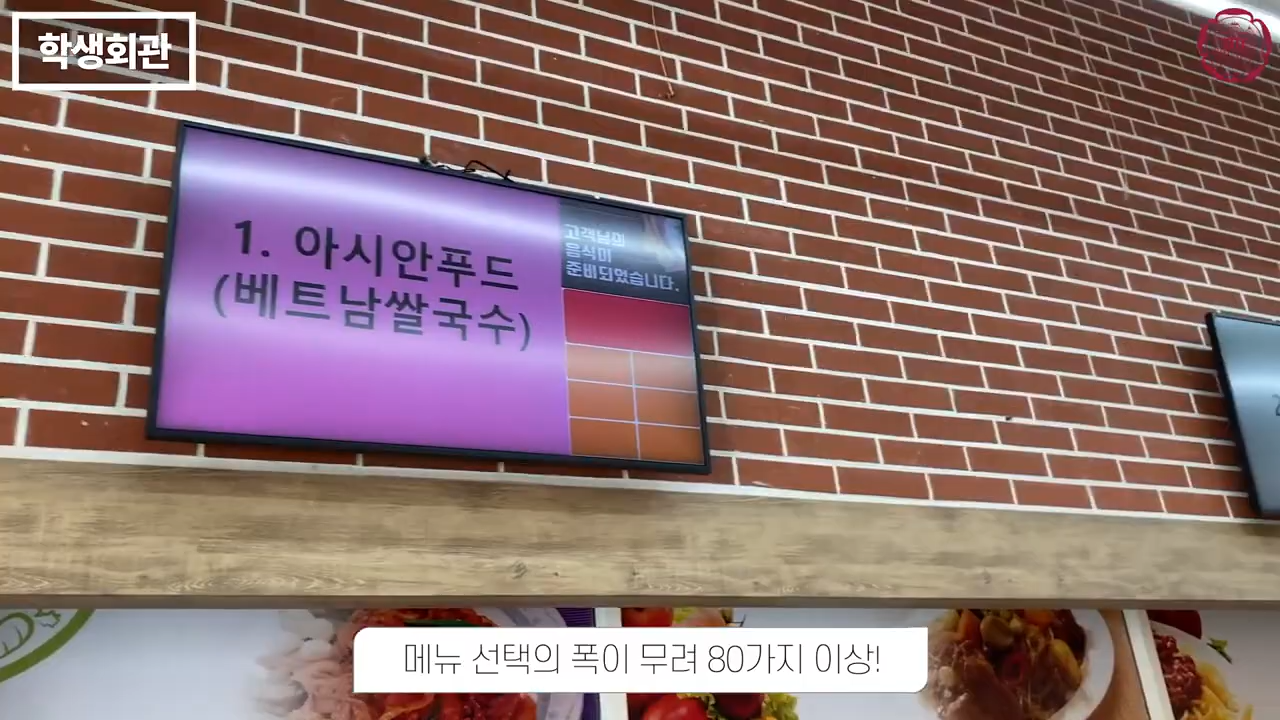 학생회관
1. 아시안푸드
(베트남쌀국수)
고객님의
음식이
준비되었습니다.
메뉴 선택의 폭이 무려 80가지 이상!